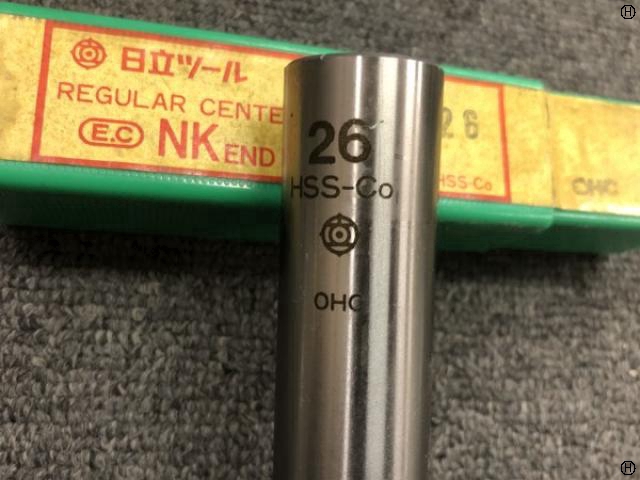 日立ツール
REGULAR CENTE
E.C NK END
26
HSS-Co
OHC
26
HSS-Co
OHC